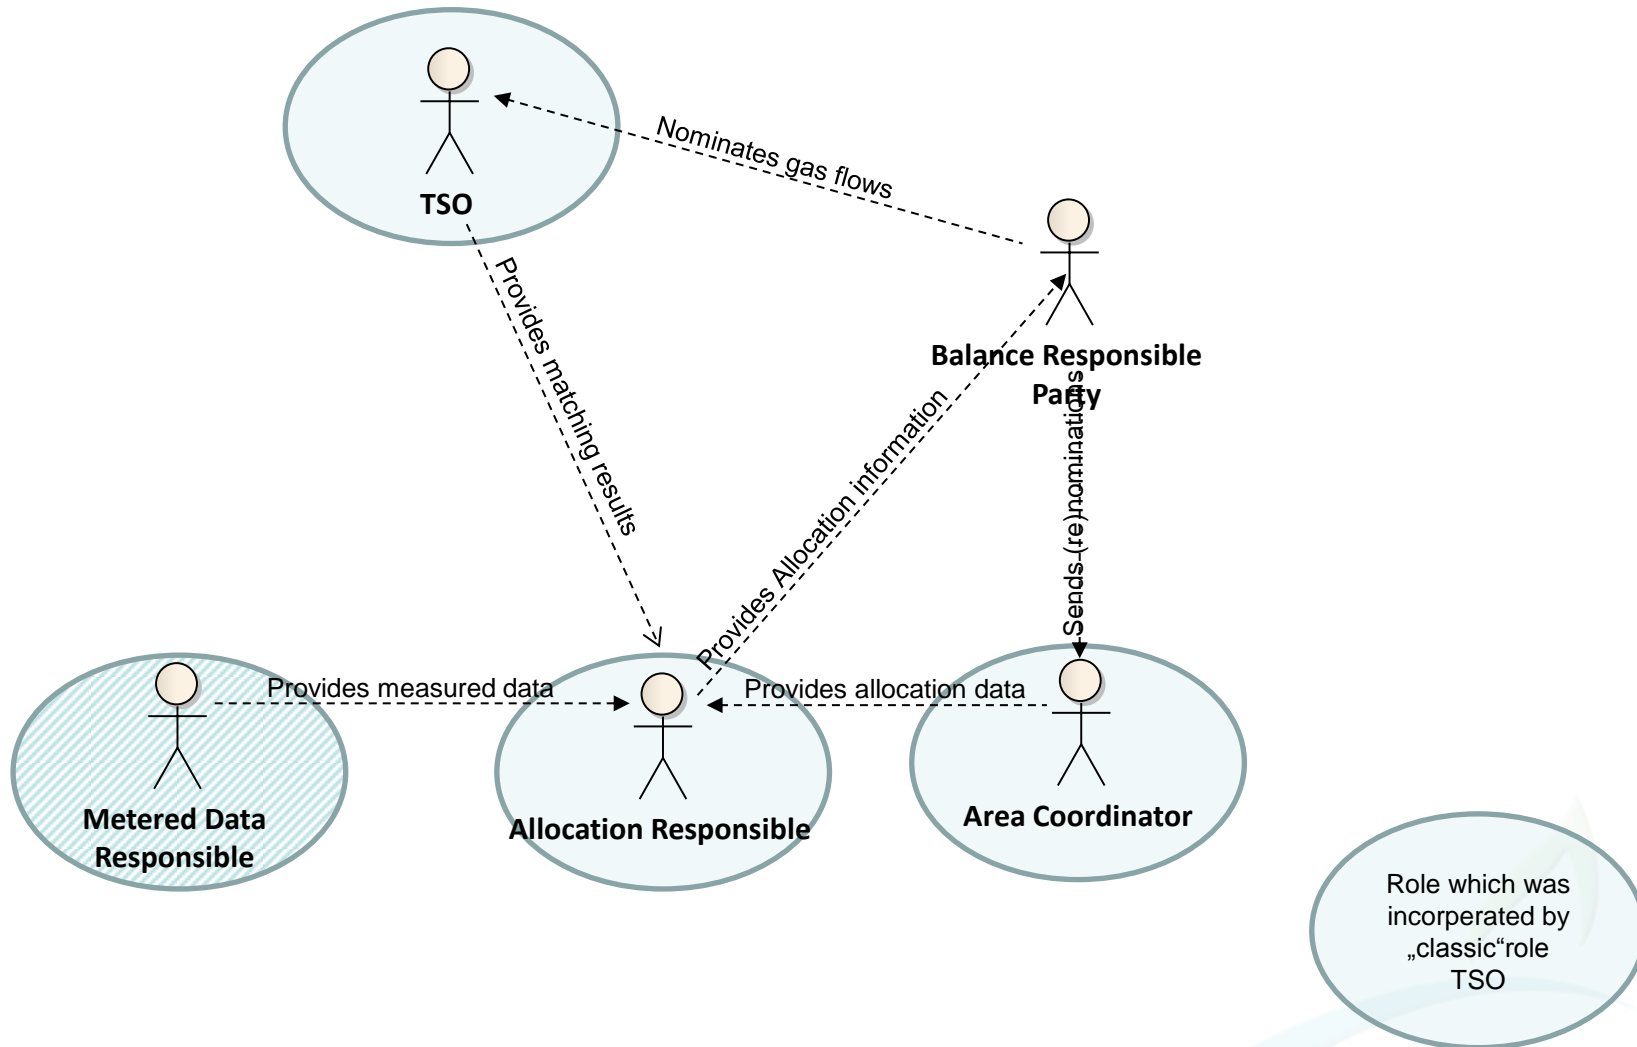 Nominates gas flows
TSO
Provides matching results
Balance Responsible
Party
Provides Allocation information
Sends (re)nominations
Provides measured data
Provides allocation data
Metered Data
Responsible
Allocation Responsible
Area Coordinator
Role which was
incorperated by
„classic“role
TSO